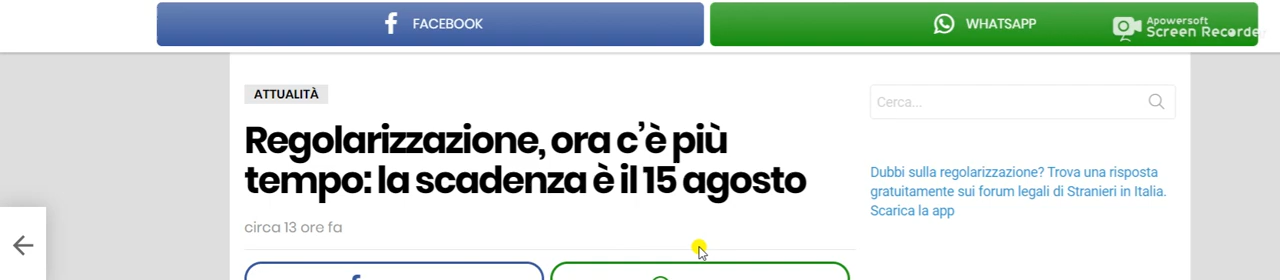 FACEBOOK
WHATSAPP
Apowersoft
Screen Recorder
ATTUALITÀ
Regolarizzazione, ora c’è più
tempo: la scadenza è il 15 agosto
circa 13 ore fa
Cerca...
Dubbi sulla regolarizzazione? Trova una risposta
gratuitamente sui forum legali di Stranieri in Italia.
Scarica la app